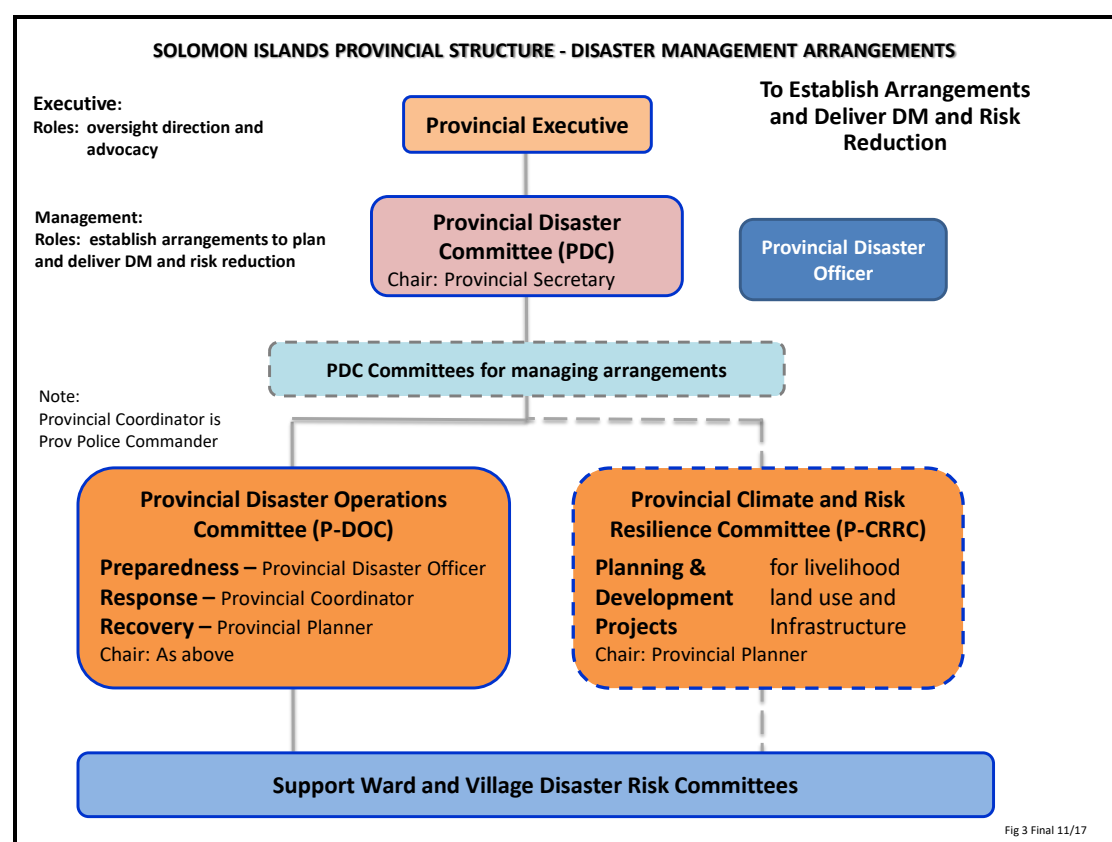 SOLOMON ISLANDS PROVINCIAL STRUCTURE - DISASTER MANAGEMENT ARRANGEMENTS
Executive:
Roles: oversight direction and
advocacy
Provincial Executive
To Establish Arrangements
and Deliver DM and Risk
Reduction
Management:
Roles: establish arrangements to plan
and deliver DM and risk reduction
Provincial Disaster
Committee (PDC)
Chair: Provincial Secretary
Provincial Disaster
Officer
PDC Committees for managing arrangements
Note:
Provincial Coordinator is
Prov Police Commander
Provincial Disaster Operations
Committee (P-DOC)
Preparedness – Provincial Disaster Officer
Response – Provincial Coordinator
Recovery – Provincial Planner
Chair: As above
Provincial Climate and Risk
Resilience Committee (P-CRRC)
Planning & for livelihood
Development land use and
Projects Infrastructure
Chair: Provincial Planner
Support Ward and Village Disaster Risk Committees
Fig 3 Final 11/17